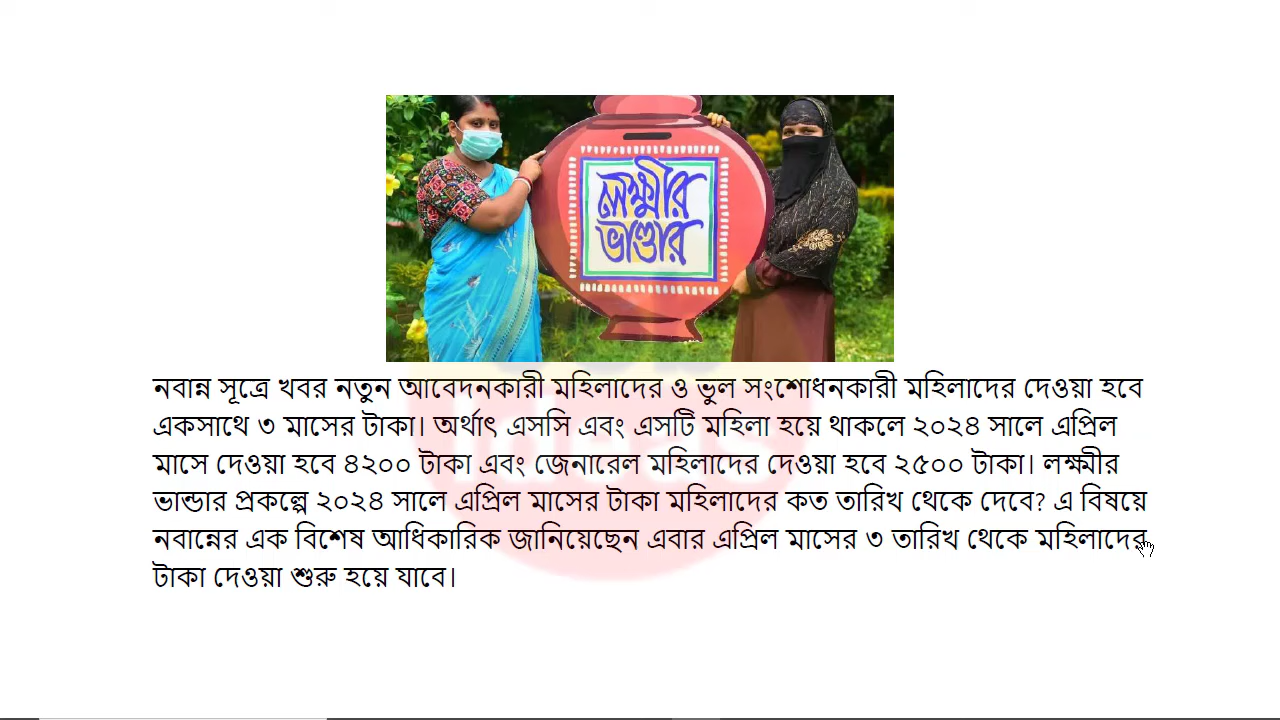 লক্ষ্মীর
ভাণ্ডার
নবান্ন সূত্রে খবর নতুন আবেদনকারী মহিলাদের ও ভুল সংশোধনকারী মহিলাদের দেওয়া হবে
একসাথে ৩ মাসের টাকা। অর্থাৎ এসসি এবং এসটি মহিলা হয়ে থাকলে ২০২৪ সালে এপ্রিল
মাসে দেওয়া হবে ৪২০০ টাকা এবং জেনারেল মহিলাদের দেওয়া হবে ২৫০০ টাকা। লক্ষ্মীর
ভান্ডার প্রকল্পে ২০২৪ সালে এপ্রিল মাসের টাকা মহিলাদের কত তারিখ থেকে দেবে? এ বিষয়ে
নবান্নের এক বিশেষ আধিকারিক জানিয়েছেন এবার এপ্রিল মাসের ৩ তারিখ থেকে মহিলাদের
টাকা দেওয়া শুরু হয়ে যাবে।
Ideas